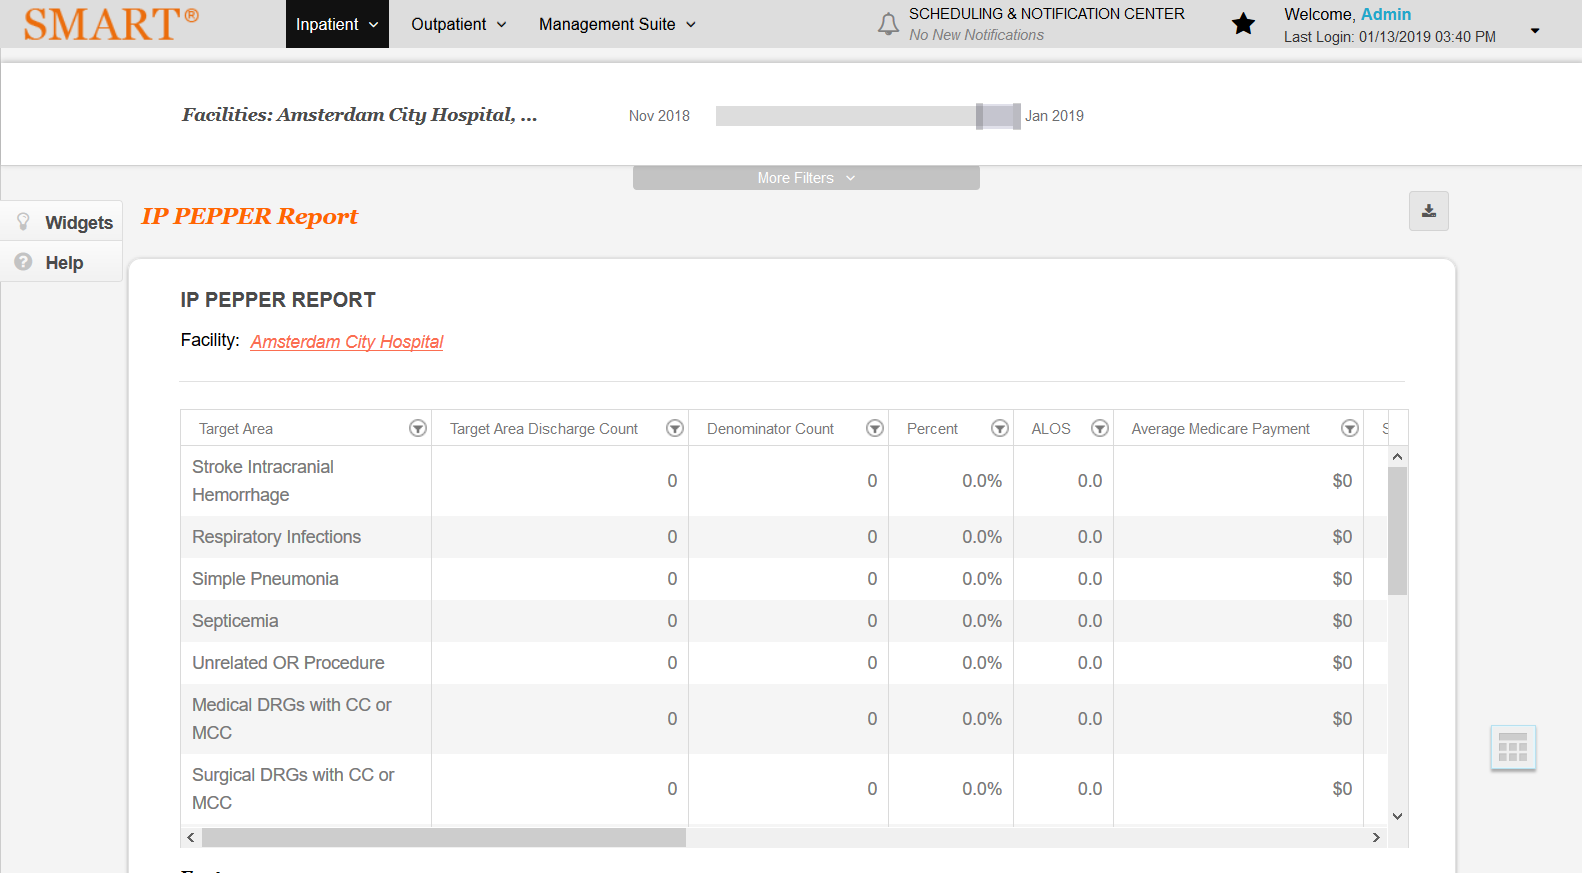 SMART®
Inpatient
Outpatient
Management Suite
SCHEDULING & NOTIFICATION CENTER
No New Notifications
Welcome, Admin
Last Login: 01/13/2019 03:40 PM
Facilities: Amsterdam City Hospital, ...
Nov 2018
Jan 2019
More Filters
Widgets
Help
IP PEPPER Report
IP PEPPER REPORT
Facility: Amsterdam City Hospital
Target Area Target Area Discharge Count Denominator Count Percent ALOS Average Medicare Payment
Stroke Intracranial
Hemorrhage
0 0 0.0% 0.0 $0
Respiratory Infections 0 0 0.0% 0.0 $0
Simple Pneumonia 0 0 0.0% 0.0 $0
Septicemia 0 0 0.0% 0.0 $0
Unrelated OR Procedure 0 0 0.0% 0.0 $0
Medical DRGs with CC or
MCC
0 0 0.0% 0.0 $0
Surgical DRGs with CC or
MCC
0 0 0.0% 0.0 $0